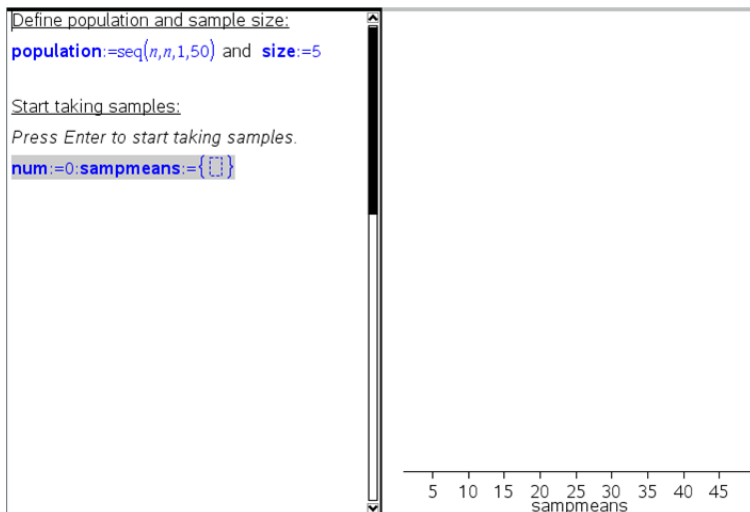 Define population and sample size:
population:=seq(n,n,1,50) and size:=5
Start taking samples:
Press Enter to start taking samples.
num:=0:sampmeans:={}
5 10 15 20 25 30 35 40 45
sampmeans